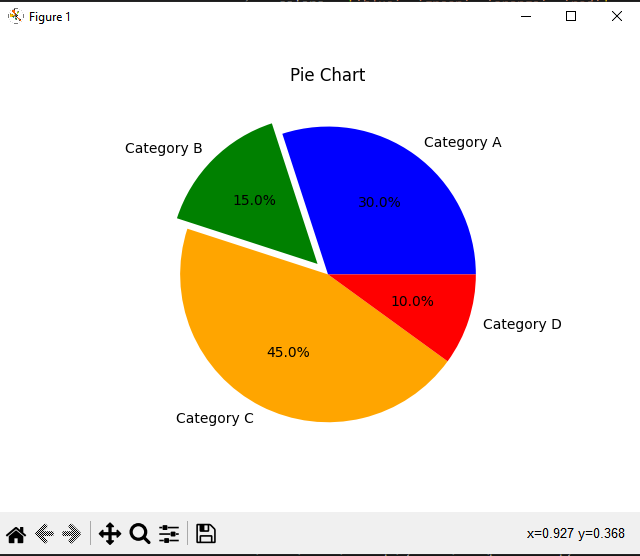 Figure 1
Pie Chart
Category A
Category B
30.0%
15.0%
10.0%
Category D
45.0%
Category C
x=0.927 y=0.368